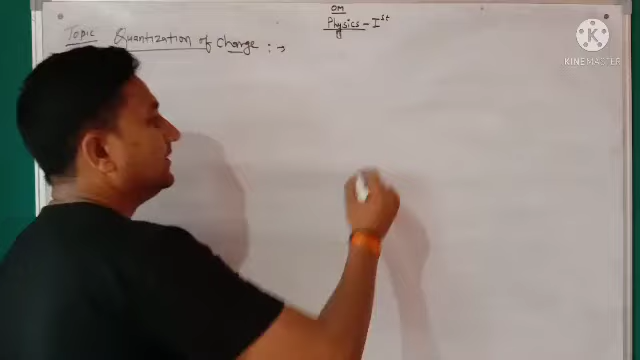 OM
Physics - Ist
Topic Quantization of charge : →
K
KINEMASTER